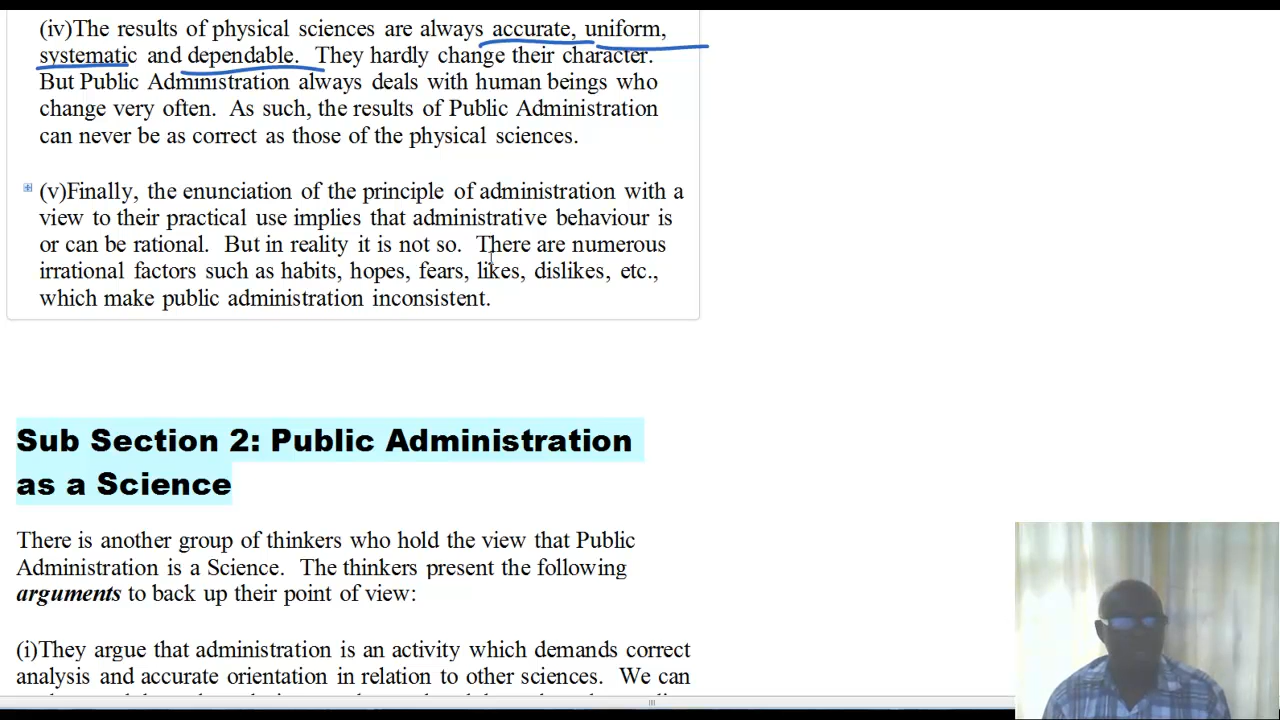 (iv)The results of physical sciences are always accurate, uniform,
systematic and dependable. They hardly change their character.
But Public Administration always deals with human beings who
change very often. As such, the results of Public Administration
can never be as correct as those of the physical sciences.
(v)Finally, the enunciation of the principle of administration with a
view to their practical use implies that administrative behaviour is
or can be rational. But in reality it is not so. There are numerous
irrational factors such as habits, hopes, fears, likes, dislikes, etc.,
which make public administration inconsistent.
Sub Section 2: Public Administration
as a Science
There is another group of thinkers who hold the view that Public
Administration is a Science. The thinkers present the following
arguments to back up their point of view:
(i)They argue that administration is an activity which demands correct
analysis and accurate orientation in relation to other sciences. We can